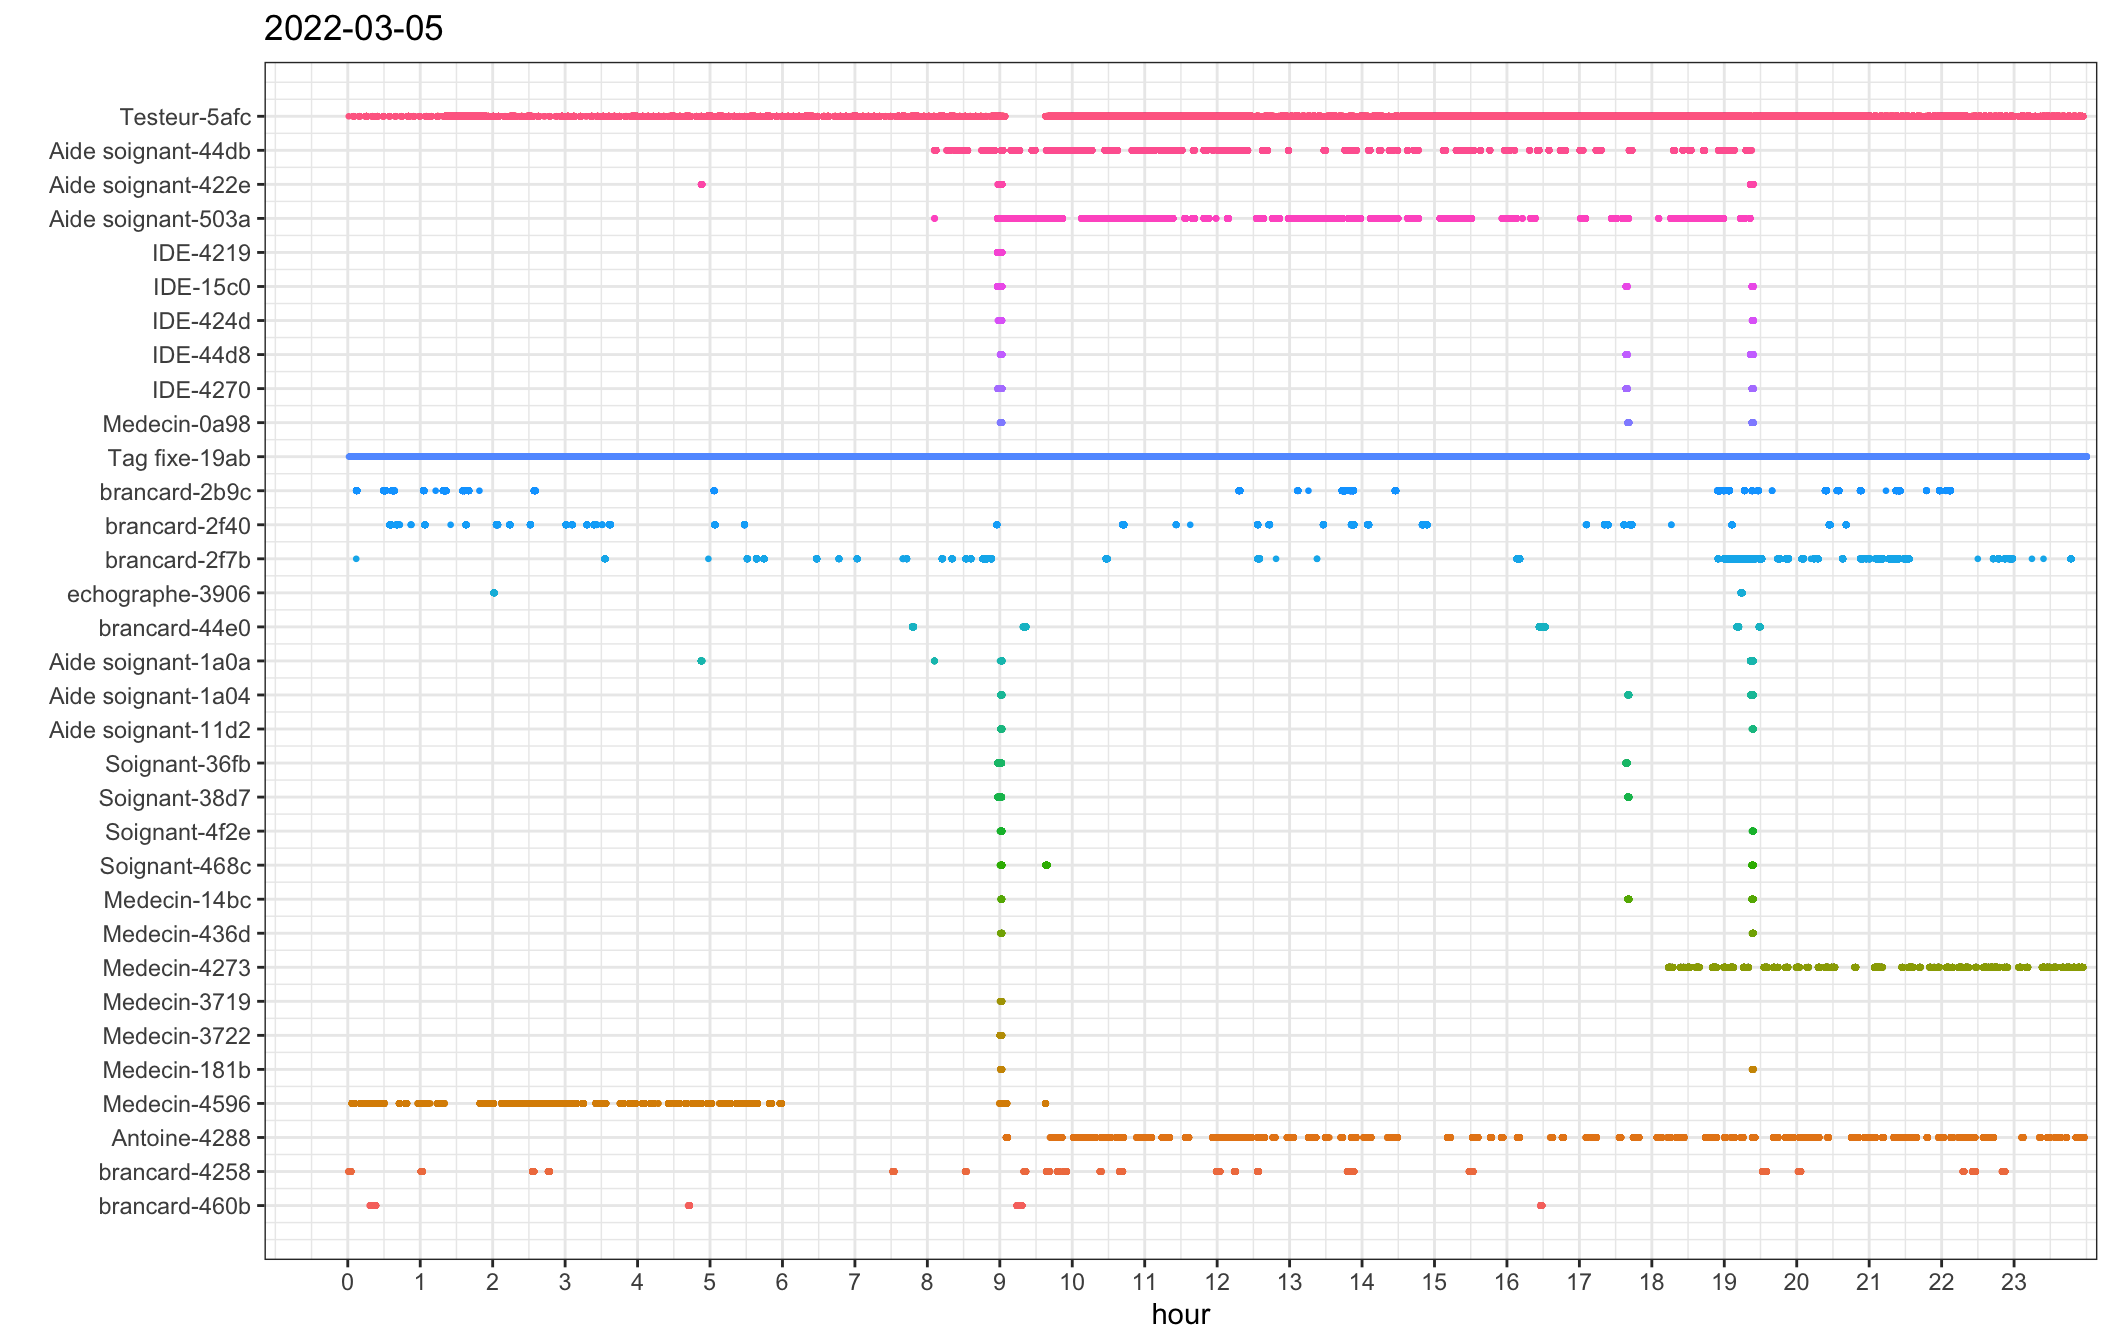 2022-03-05
Testeur-5afc
Aide soignant-44db
Aide soignant-422e
Aide soignant-503a
IDE-4219
IDE-15c0
IDE-424d
IDE-44d8
IDE-4270
Medecin-0a98
Tag fixe-19ab
brancard-2b9c
brancard-2f40
brancard-2f7b
echographe-3906
brancard-44e0
Aide soignant-1a0a
Aide soignant-1a04
Aide soignant-11d2
Soignant-36fb
Soignant-38d7
Soignant-4f2e
Soignant-468c
Medecin-14bc
Medecin-436d
Medecin-4273
Medecin-3719
Medecin-3722
Medecin-181b
Medecin-4596
Antoine-4288
brancard-4258
brancard-460b
0 1 2 3 4 5 6 7 8 9 10 11 12 13 14 15 16 17 18 19 20 21 22 23
hour